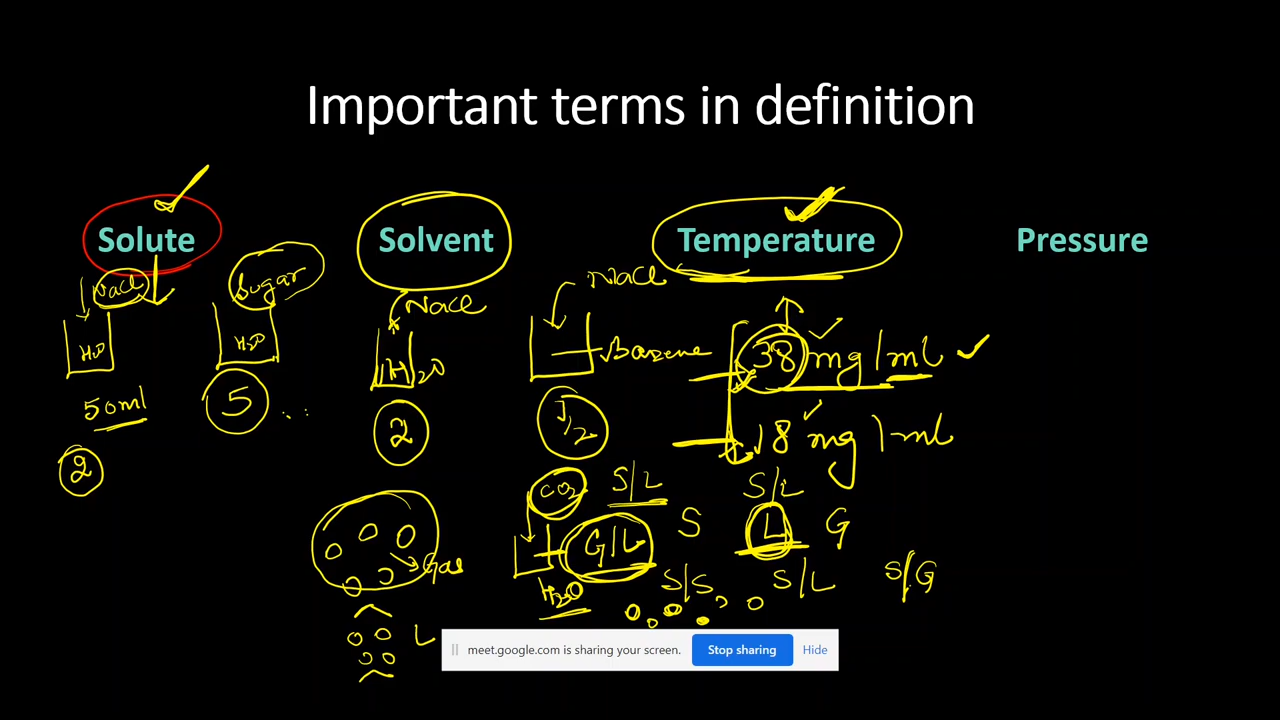 Important terms in definition
Solute Solvent Temperature Pressure
Nacl Sugar Nacl Nacl
H2O H2O H2O
38 mg/ml
50ml 5 2 1/2 18 mg/ml
2
CO2 S/L S/L
G/L S L G
Gas H2O S/S S/L S/G
L
meet.google.com is sharing your screen. Stop sharing Hide